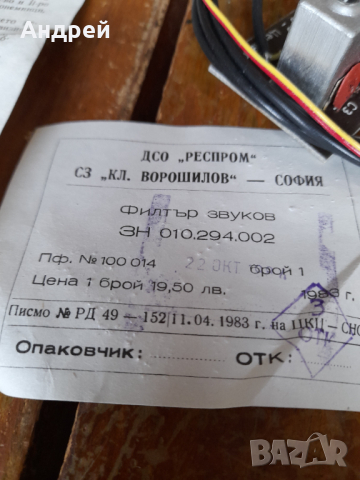 Андрей
ДСО „РЕСПРОМ"
СЗ „КЛ. ВОРОШИЛОВ" — СОФИЯ
ФИЛТЪР ЗВУКОВ
ЗН 010.294.002
Пф. № 100 014 22 ОКТ брой 1
Цена 1 брой 19,50 лв. 1983 г.
Писмо № РД 49 — 152/11.04. 1983 г. на ЦКЦ — СНС
Опаковчик: ОТК:
3
ОТК
BAZAR